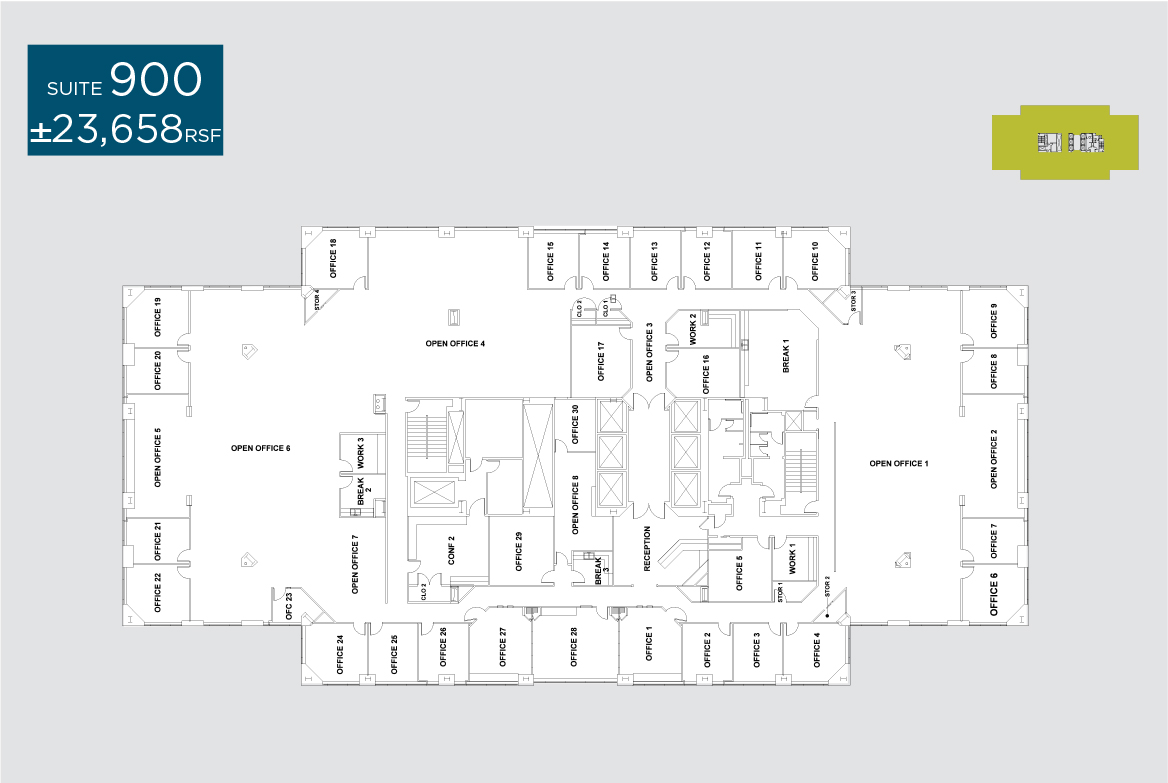 SUITE 900
±23,658RSF
OFFICE 18
OFFICE 15
OFFICE 14
OFFICE 13
OFFICE 12
OFFICE 11
OFFICE 10
STOR 4
STOR 3
OFFICE 19
OFFICE 9
CLO 2
CLO 1
OPEN OFFICE 4
OFFICE 17
OPEN OFFICE 3
WORK 2
BREAK 1
OFFICE 20
OFFICE 16
OFFICE 8
OPEN OFFICE 5
OPEN OFFICE 6
WORK 3
OFFICE 30
OPEN OFFICE 1
OPEN OFFICE 2
BREAK
2
OPEN OFFICE 8
OFFICE 21
OPEN OFFICE 7
CONF 2
OFFICE 29
RECEPTION
OFFICE 7
OFFICE 22
OFC 23
CLO 2
BREAK
3
OFFICE 5
WORK 1
STOR 1
STOR 2
OFFICE 6
OFFICE 24
OFFICE 25
OFFICE 26
OFFICE 27
OFFICE 28
OFFICE 1
OFFICE 2
OFFICE 3
OFFICE 4